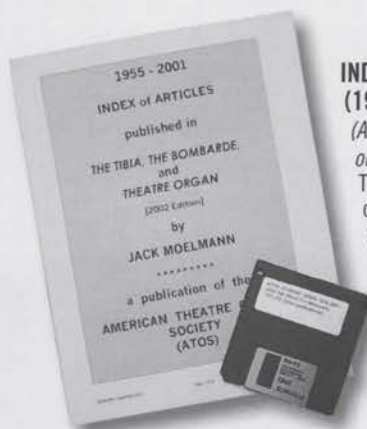 1955 - 2001
INDEX of ARTICLES
published in
THE TIBIA, THE BOMBARDE,
and
THEATRE ORGAN
[2002 Edition]
by
JACK MOELMANN
.........
a publication of the
AMERICAN THEATRE
SOCIETY
(ATOS)
IND
(19
(A
o
T